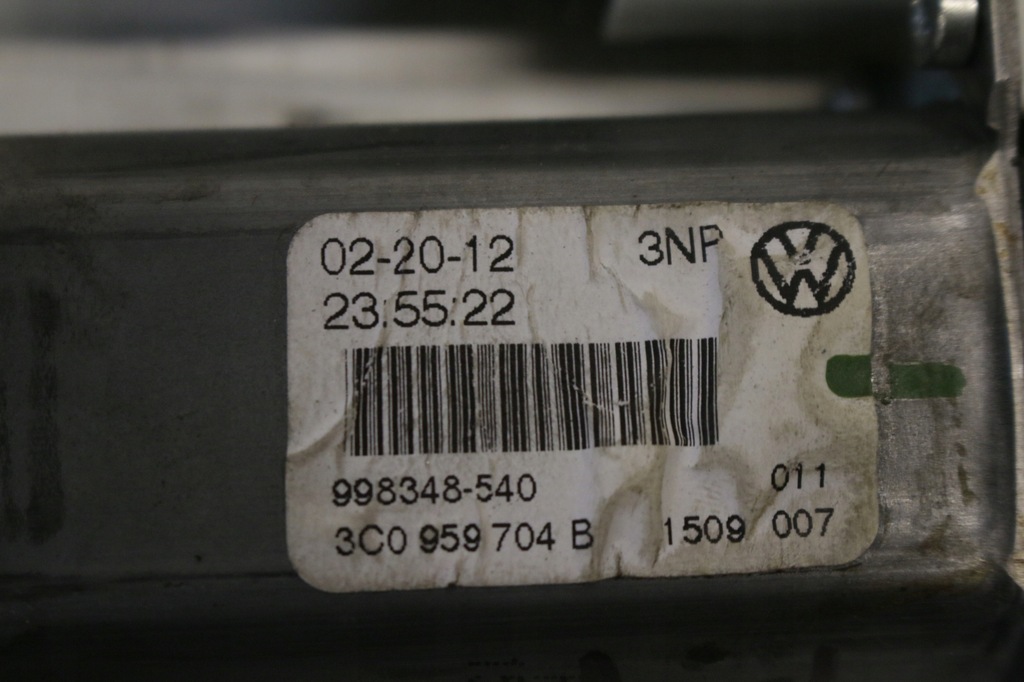 02-20-12 3NP
23:55:22
998348-540 011
3C0 959 704 B 1509 007